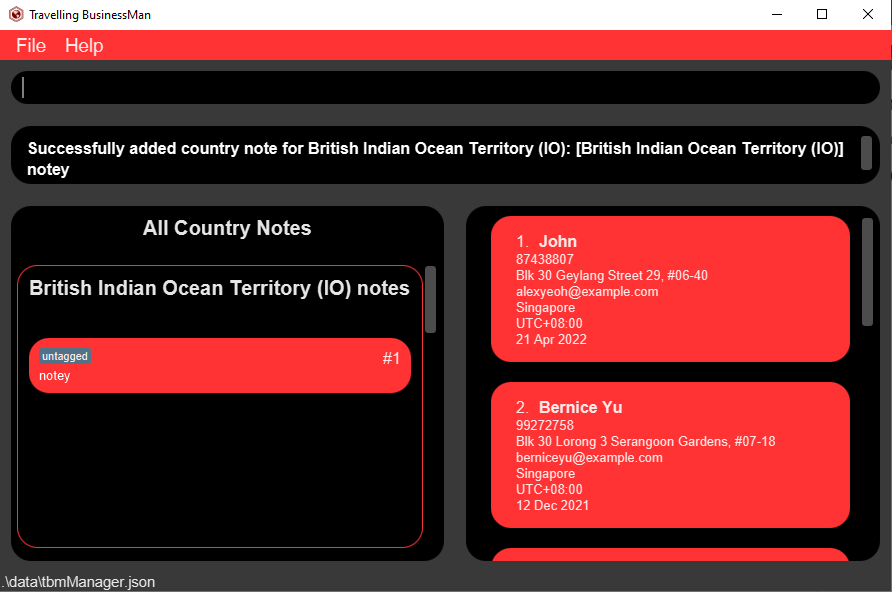 Travelling BusinessMan
File Help
Successfully added country note for British Indian Ocean Territory (IO): [British Indian Ocean Territory (IO)]
notey
All Country Notes
British Indian Ocean Territory (IO) notes
untagged
#1
notey
1. John
87438807
Blk 30 Geylang Street 29, #06-40
alexyeoh@example.com
Singapore
UTC+08:00
21 Apr 2022
2. Bernice Yu
99272758
Blk 30 Lorong 3 Serangoon Gardens, #07-18
berniceyu@example.com
Singapore
UTC+08:00
12 Dec 2021
.\data\tbmManager.json